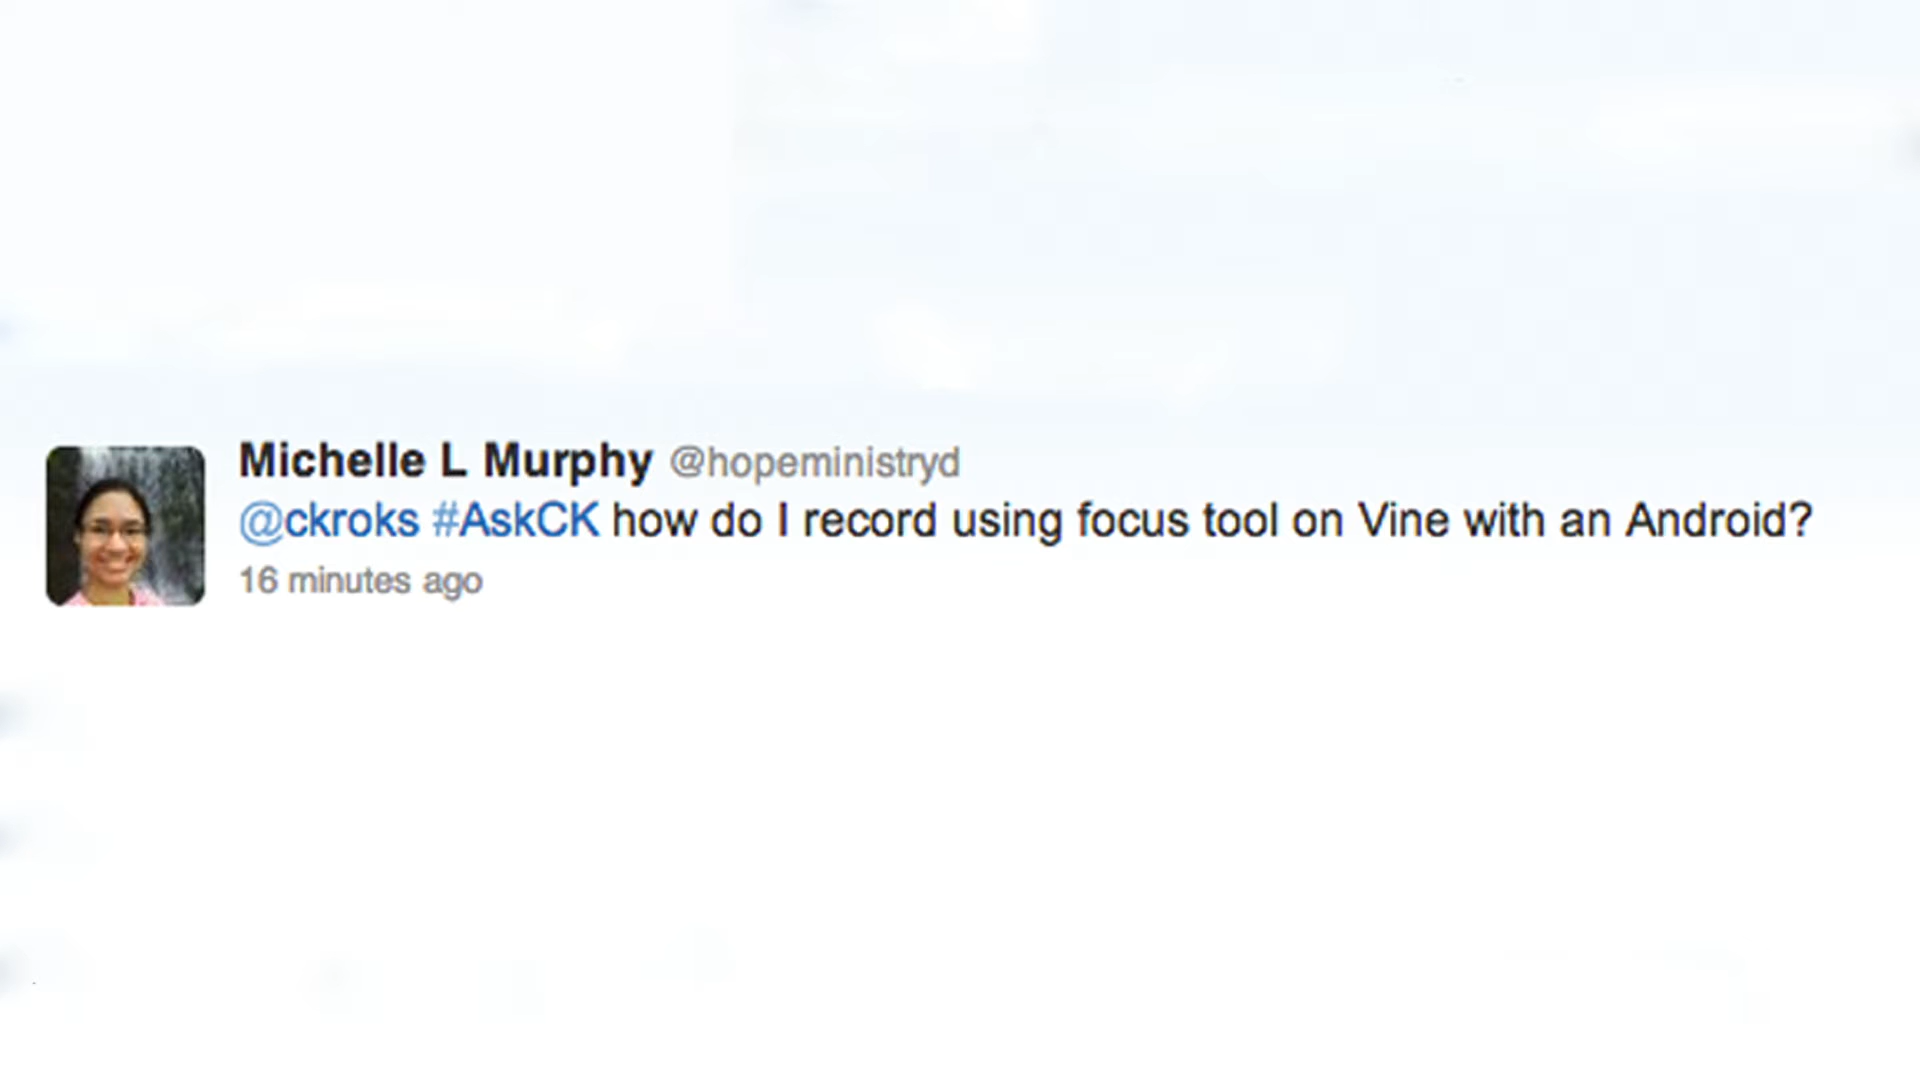 Michelle L Murphy @hopeministryd
@ckroks #AskCK how do I record using focus tool on Vine with an Android?
16 minutes ago